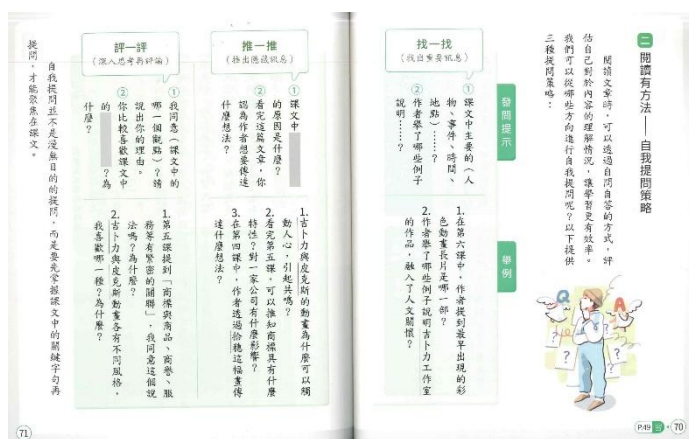 二 閱讀有方法——自我提問策略
閱讀文章時，可以透過自問自答的方式，評
估自己對於內容的理解情況，讓學習更有效率。
我們可以從哪些方向進行自我提問呢？以下提供
三種提問策略：
Q
A
?
?
?
發問提示
舉例
找一找
（找出重要訊息）
①課文中主要的（人
物、事件、時間、
地點）……？
②作者舉了哪些例子
說明……？
1.在第六課中，作者提到最早出現的彩
色動畫長片是哪一部？
2.作者舉了哪些例子說明吉卜力工作室
的作品，融入了人文關懷？
P.49
70
推一推
（推出隱藏訊息）
①課文中
的原因是什麼？
②看完這篇文章，你
認為作者想要傳達
什麼想法？
1.吉卜力與皮克斯的動畫為什麼可以觸
動人心，引起共鳴？
2.看完第五課，可以推知商標具有什麼
特性？對一家公司有什麼影響？
3.在第四課中，作者透過拾穗這幅畫傳
達什麼想法？
評一評
（深入思考再評論）
①我同意（課文中的
哪一個觀點）？請
說出你的理由。
②你比較喜歡課文中
的？為
什麼？
1.第五課提到「商標與商品、商譽、服
務等有緊密的關聯」，我同意這個說
法嗎？為什麼？
2.吉卜力與皮克斯動畫各有不同風格，
我喜歡哪一種？為什麼？
自我提問並不是漫無目的的提問，而是要先掌握課文中的關鍵字句再
提問，才能聚焦在課文。
71